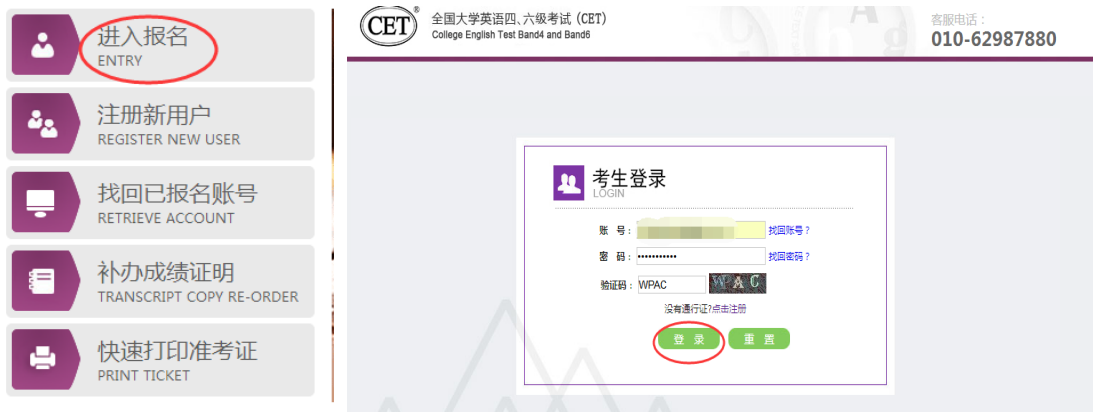 进入报名
ENTRY
注册新用户
REGISTER NEW USER
找回已报名账号
RETRIEVE ACCOUNT
补办成绩证明
TRANSCRIPT COPY RE-ORDER
快速打印准考证
PRINT TICKET
CET®
全国大学英语四、六级考试 (CET)
College English Test Band4 and Band6
客服电话：
010-62987880
考生登录
LOGIN
账 号： 找回账号？
密 码： ••••••••••• 找回密码？
验证码： WPAC WPAC
没有通行证?点击注册
登 录 重 置